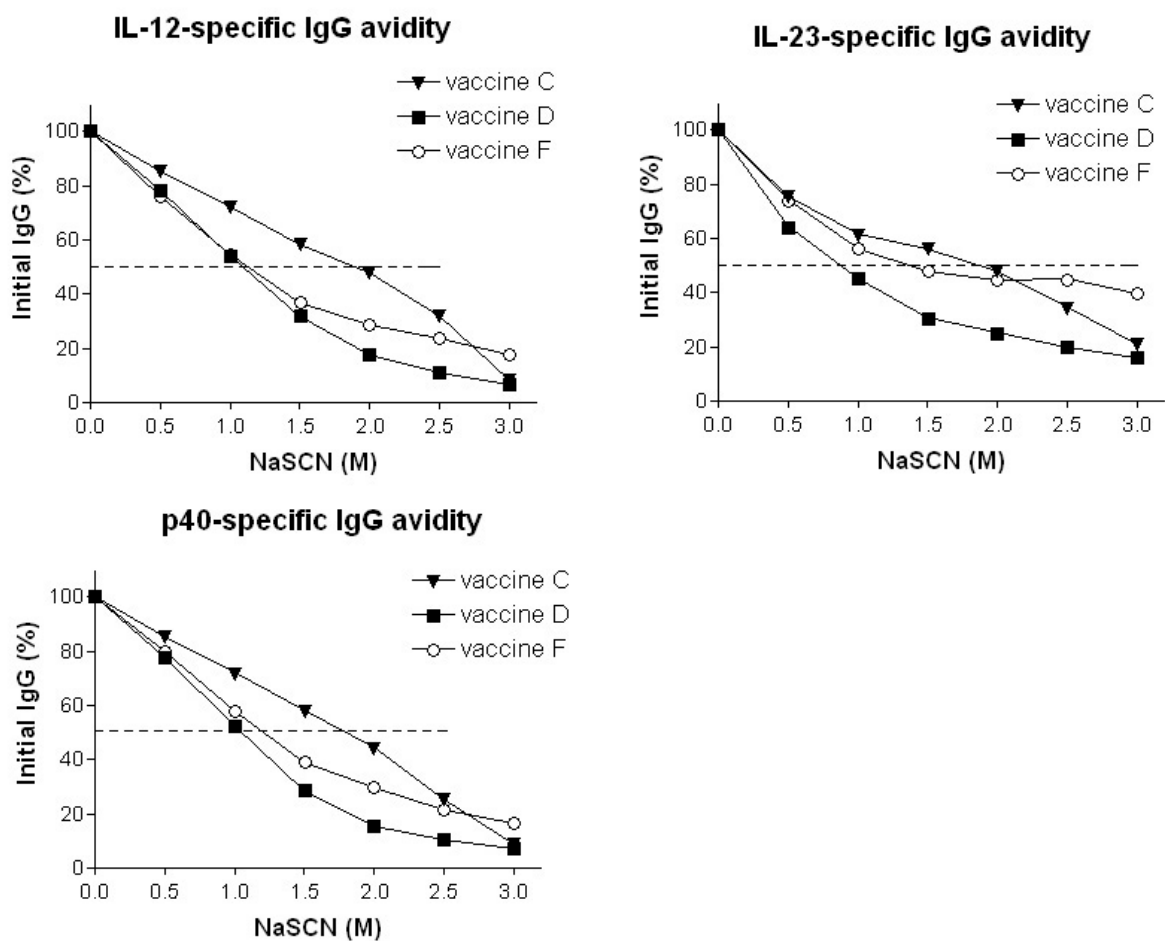 IL-12-specific IgG avidity
vaccine C
vaccine D
vaccine F
Initial IgG (%)
100
80
60
40
20
0
0.0 0.5 1.0 1.5 2.0 2.5 3.0
NaSCN (M)
IL-23-specific IgG avidity
vaccine C
vaccine D
vaccine F
Initial IgG (%)
100
80
60
40
20
0
0.0 0.5 1.0 1.5 2.0 2.5 3.0
NaSCN (M)
p40-specific IgG avidity
vaccine C
vaccine D
vaccine F
Initial IgG (%)
100
80
60
40
20
0
0.0 0.5 1.0 1.5 2.0 2.5 3.0
NaSCN (M)